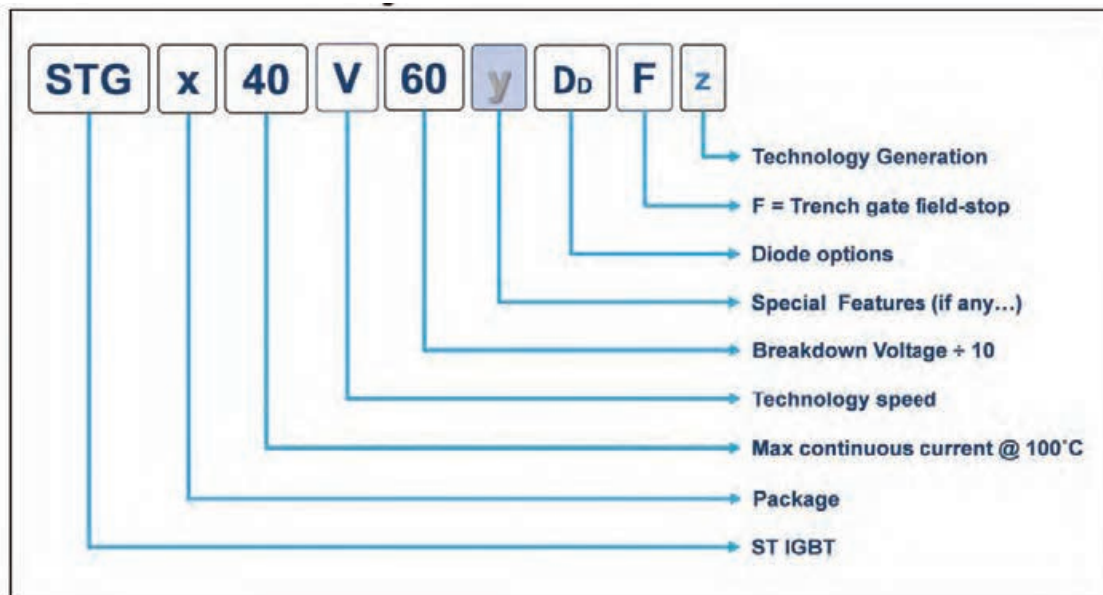 STG x 40 V 60 y DD F z
Technology Generation
F = Trench gate field-stop
Diode options
Special Features (if any...)
Breakdown Voltage ÷ 10
Technology speed
Max continuous current @ 100°C
Package
ST IGBT